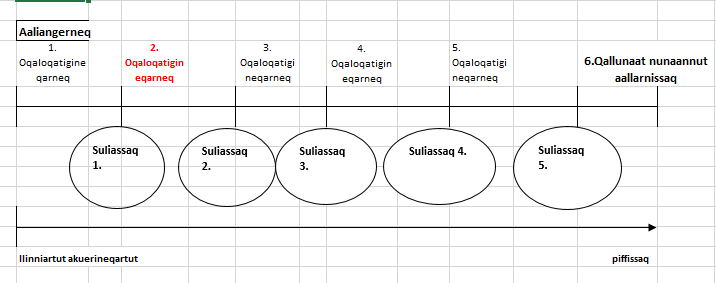 Aaliangerneq
1.
Oqaloqatigine
qarneq
2.
Oqaloqatigin
eqarneq
3.
Oqaloqatigi
neqarneq
4.
Oqaloqatigin
eqarneq
5.
Oqaloqatigi
neqarneq
6.Qallunaat nunaannut
aallarnissaq
Suliassaq
1.
Suliassaq
2.
Suliassaq
3.
Suliassaq 4.
Suliassaq
5.
Ilinniartut akuerineqartut
piffissaq